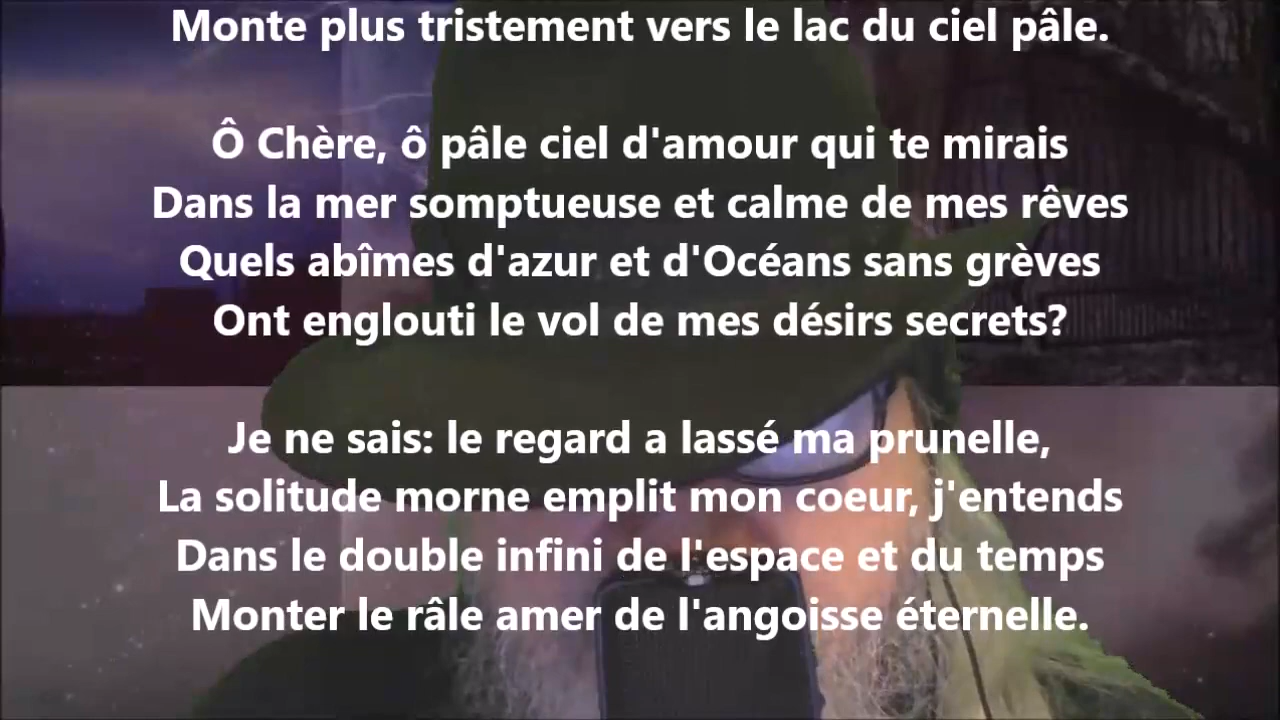 Monte plus tristement vers le lac du ciel pâle.
Ô Chère, ô pâle ciel d'amour qui te mirais
Dans la mer somptueuse et calme de mes rêves
Quels abîmes d'azur et d'Océans sans grèves
Ont englouti le vol de mes désirs secrets?
Je ne sais: le regard a lassé ma prunelle,
La solitude morne emplit mon coeur, j'entends
Dans le double infini de l'espace et du temps
Monter le râle amer de l'angoisse éternelle.